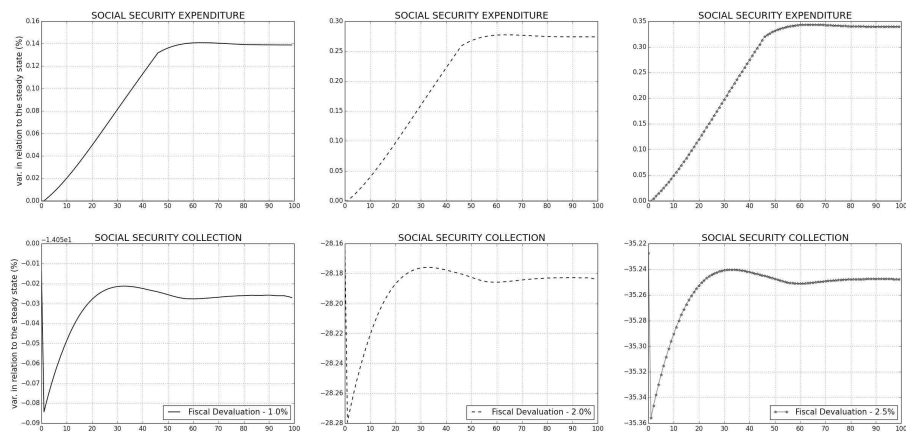 SOCIAL SECURITY EXPENDITURE
0.16
0.14
0.12
0.10
0.08
0.06
0.04
0.02
0.00
var. in relation to the steady state (%)
0 10 20 30 40 50 60 70 80 90 100
SOCIAL SECURITY EXPENDITURE
0.30
0.25
0.20
0.15
0.10
0.05
0.00
0 10 20 30 40 50 60 70 80 90 100
SOCIAL SECURITY EXPENDITURE
0.35
0.30
0.25
0.20
0.15
0.10
0.05
0.00
0 10 20 30 40 50 60 70 80 90 100
SOCIAL SECURITY COLLECTION
−1.405e1
0.00
−0.01
−0.02
−0.03
−0.04
−0.05
−0.06
−0.07
−0.08
−0.09
var. in relation to the steady state (%)
Fiscal Devaluation - 1.0%
0 10 20 30 40 50 60 70 80 90 100
SOCIAL SECURITY COLLECTION
−28.16
−28.18
−28.20
−28.22
−28.24
−28.26
−28.28
Fiscal Devaluation - 2.0%
0 10 20 30 40 50 60 70 80 90 100
SOCIAL SECURITY COLLECTION
−35.22
−35.24
−35.26
−35.28
−35.30
−35.32
−35.34
−35.36
Fiscal Devaluation - 2.5%
0 10 20 30 40 50 60 70 80 90 100